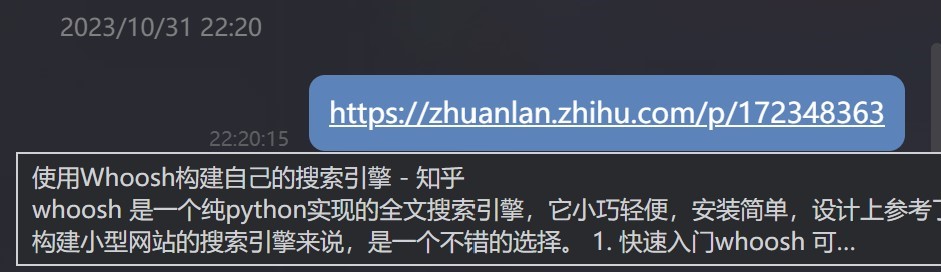 2023/10/31 22:20
https://zhuanlan.zhihu.com/p/172348363
22:20:15
使用Whoosh构建自己的搜索引擎 - 知乎
whoosh 是一个纯python实现的全文搜索引擎，它小巧轻便，安装简单，设计上参考了
构建小型网站的搜索引擎来说，是一个不错的选择。 1. 快速入门whoosh 可...